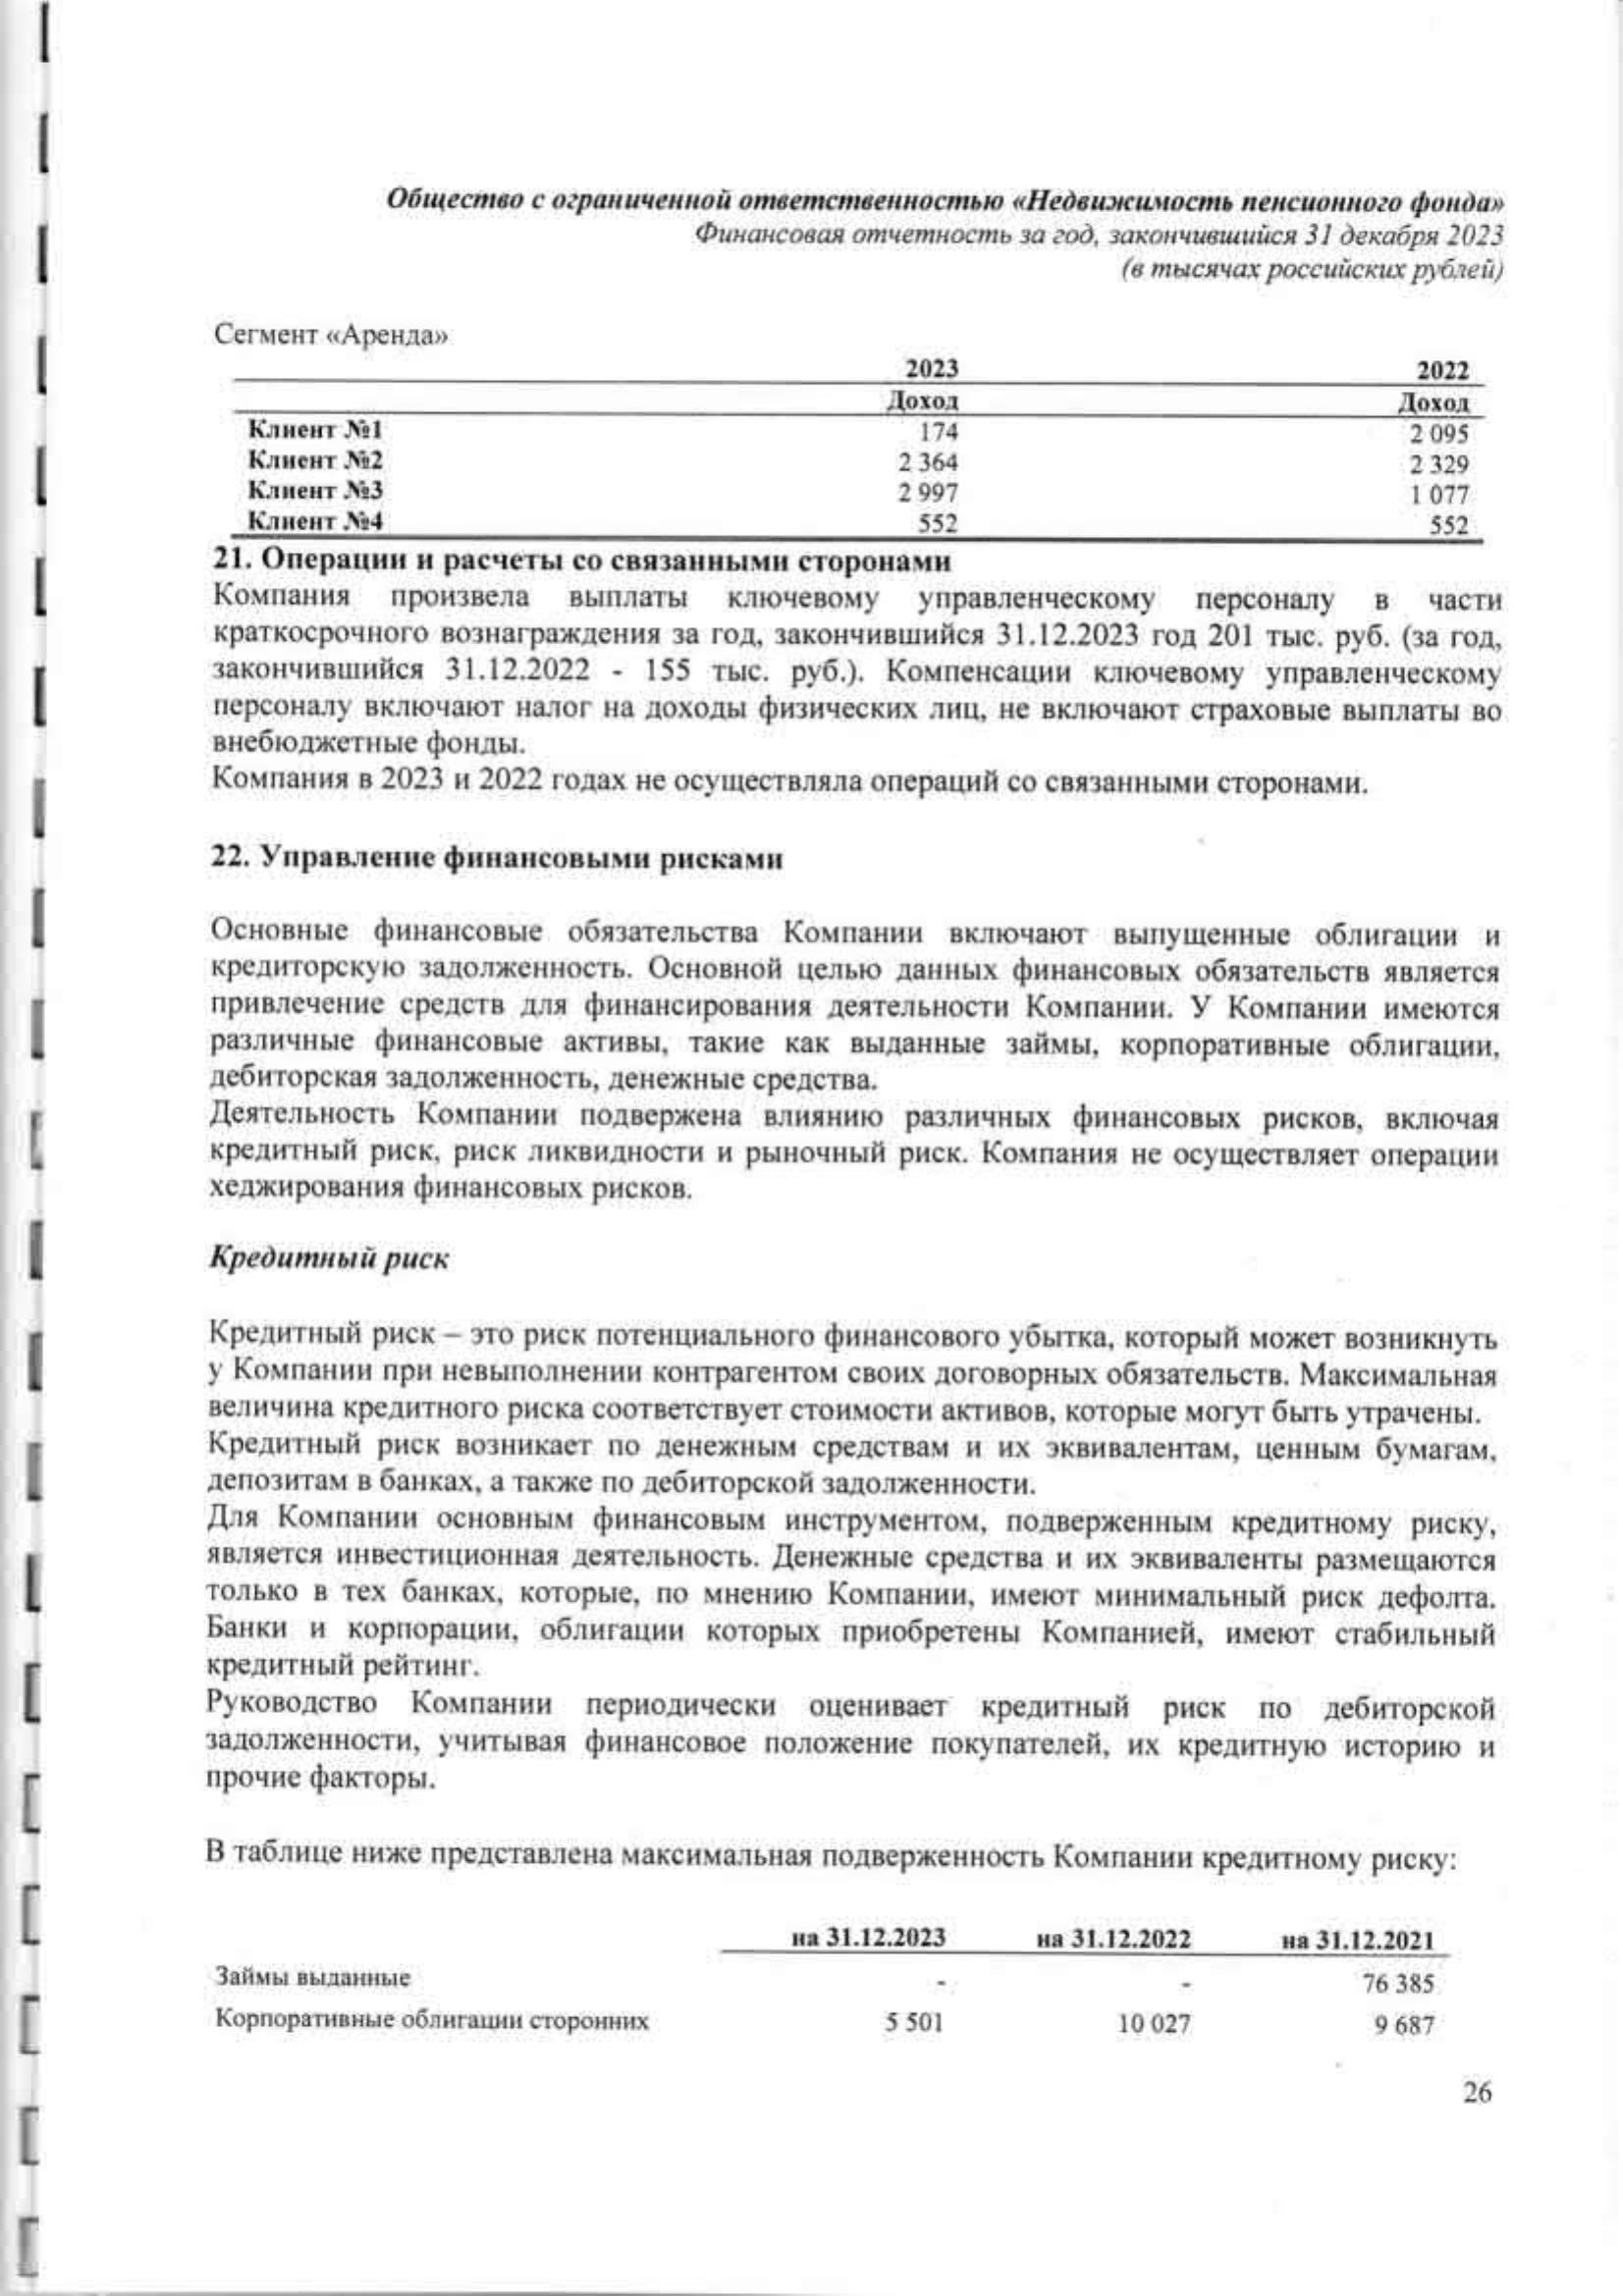 Общество с ограниченной ответственностью «Недвижимость пенсионного фонда»
Финансовая отчетность за год, закончившийся 31 декабря 2023
(в тысячах российских рублей)
Сегмент «Аренда»
2023 2022
Доход Доход
Клиент №1 174 2 095
Клиент №2 2 364 2 329
Клиент №3 2 997 1 077
Клиент №4 552 552
21. Операции и расчеты со связанными сторонами
Компания произвела выплаты ключевому управленческому персоналу в части
краткосрочного вознаграждения за год, закончившийся 31.12.2023 год 201 тыс. руб. (за год,
закончившийся 31.12.2022 - 155 тыс. руб.). Компенсации ключевому управленческому
персоналу включают налог на доходы физических лиц, не включают страховые выплаты во
внебюджетные фонды.
Компания в 2023 и 2022 годах не осуществляла операций со связанными сторонами.
22. Управление финансовыми рисками
Основные финансовые обязательства Компании включают выпущенные облигации и
кредиторскую задолженность. Основной целью данных финансовых обязательств является
привлечение средств для финансирования деятельности Компании. У Компании имеются
различные финансовые активы, такие как выданные займы, корпоративные облигации,
дебиторская задолженность, денежные средства.
Деятельность Компании подвержена влиянию различных финансовых рисков, включая
кредитный риск, риск ликвидности и рыночный риск. Компания не осуществляет операции
хеджирования финансовых рисков.
Кредитный риск
Кредитный риск – это риск потенциального финансового убытка, который может возникнуть
у Компании при невыполнении контрагентом своих договорных обязательств. Максимальная
величина кредитного риска соответствует стоимости активов, которые могут быть утрачены.
Кредитный риск возникает по денежным средствам и их эквивалентам, ценным бумагам,
депозитам в банках, а также по дебиторской задолженности.
Для Компании основным финансовым инструментом, подверженным кредитному риску,
является инвестиционная деятельность. Денежные средства и их эквиваленты размещаются
только в тех банках, которые, по мнению Компании, имеют минимальный риск дефолта.
Банки и корпорации, облигации которых приобретены Компанией, имеют стабильный
кредитный рейтинг.
Руководство Компании периодически оценивает кредитный риск по дебиторской
задолженности, учитывая финансовое положение покупателей, их кредитную историю и
прочие факторы.
В таблице ниже представлена максимальная подверженность Компании кредитному риску:
на 31.12.2023 на 31.12.2022 на 31.12.2021
Займы выданные - - 76 385
Корпоративные облигации сторонних 5 501 10 027 9 687
26